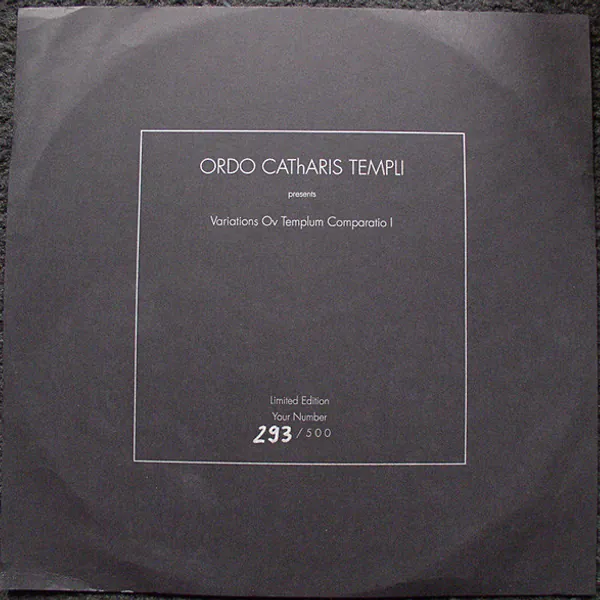 ORDO CAThARIS TEMPLI
presents
Variations Ov Templum Comparatio I
Limited Edition
Your Number
293 / 500